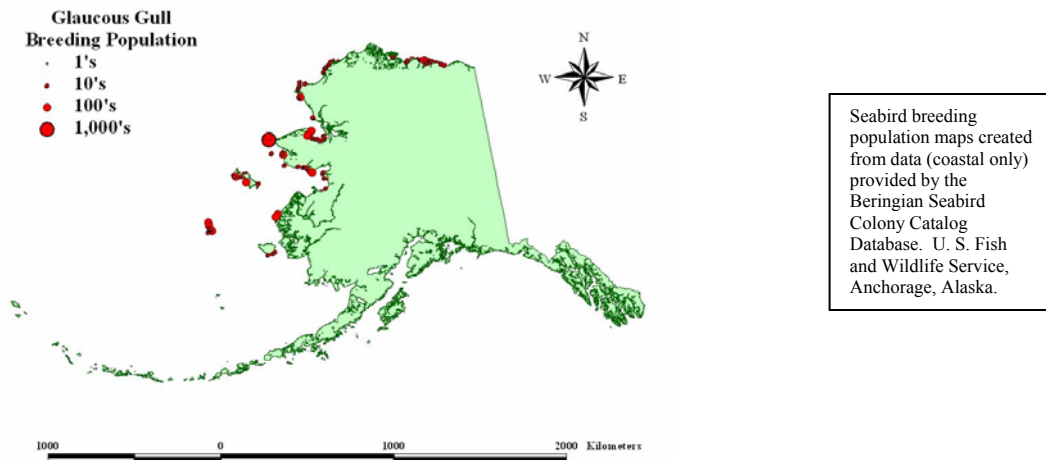 Glaucous Gull
Breeding Population
1's
10's
100's
1,000's
N
W E
S
Seabird breeding
population maps created
from data (coastal only)
provided by the
Beringian Seabird
Colony Catalog
Database. U. S. Fish
and Wildlife Service,
Anchorage, Alaska.
1000 0 1000 2000 Kilometers